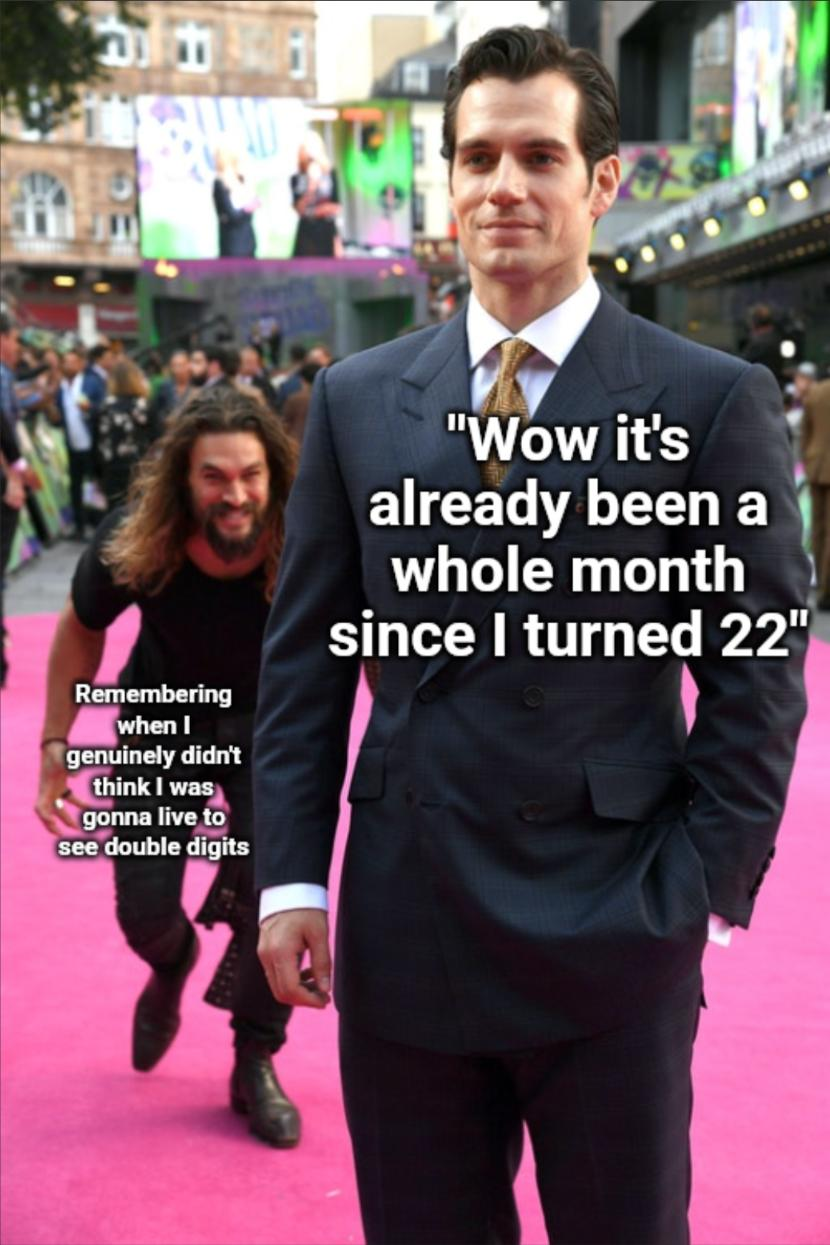 "Wow it's
already been a
whole month
since I turned 22"
Remembering
when I
genuinely didn't
think I was
gonna live to
see double digits